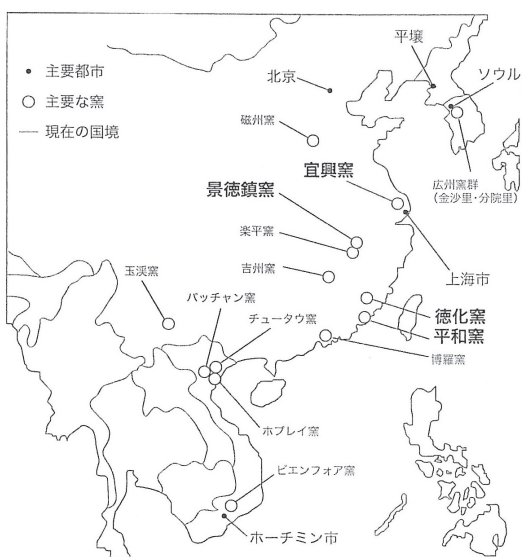 主要都市
主要な窯
現在の国境
平壌
ソウル
北京
磁州窯
宜興窯
広州窯群
(金沙里・分院里)
景徳鎮窯
楽平窯
吉州窯
上海市
玉渓窯
バッチャン窯
チュータウ窯
徳化窯
平和窯
博羅窯
ホプレイ窯
ビエンフォア窯
ホーチミン市